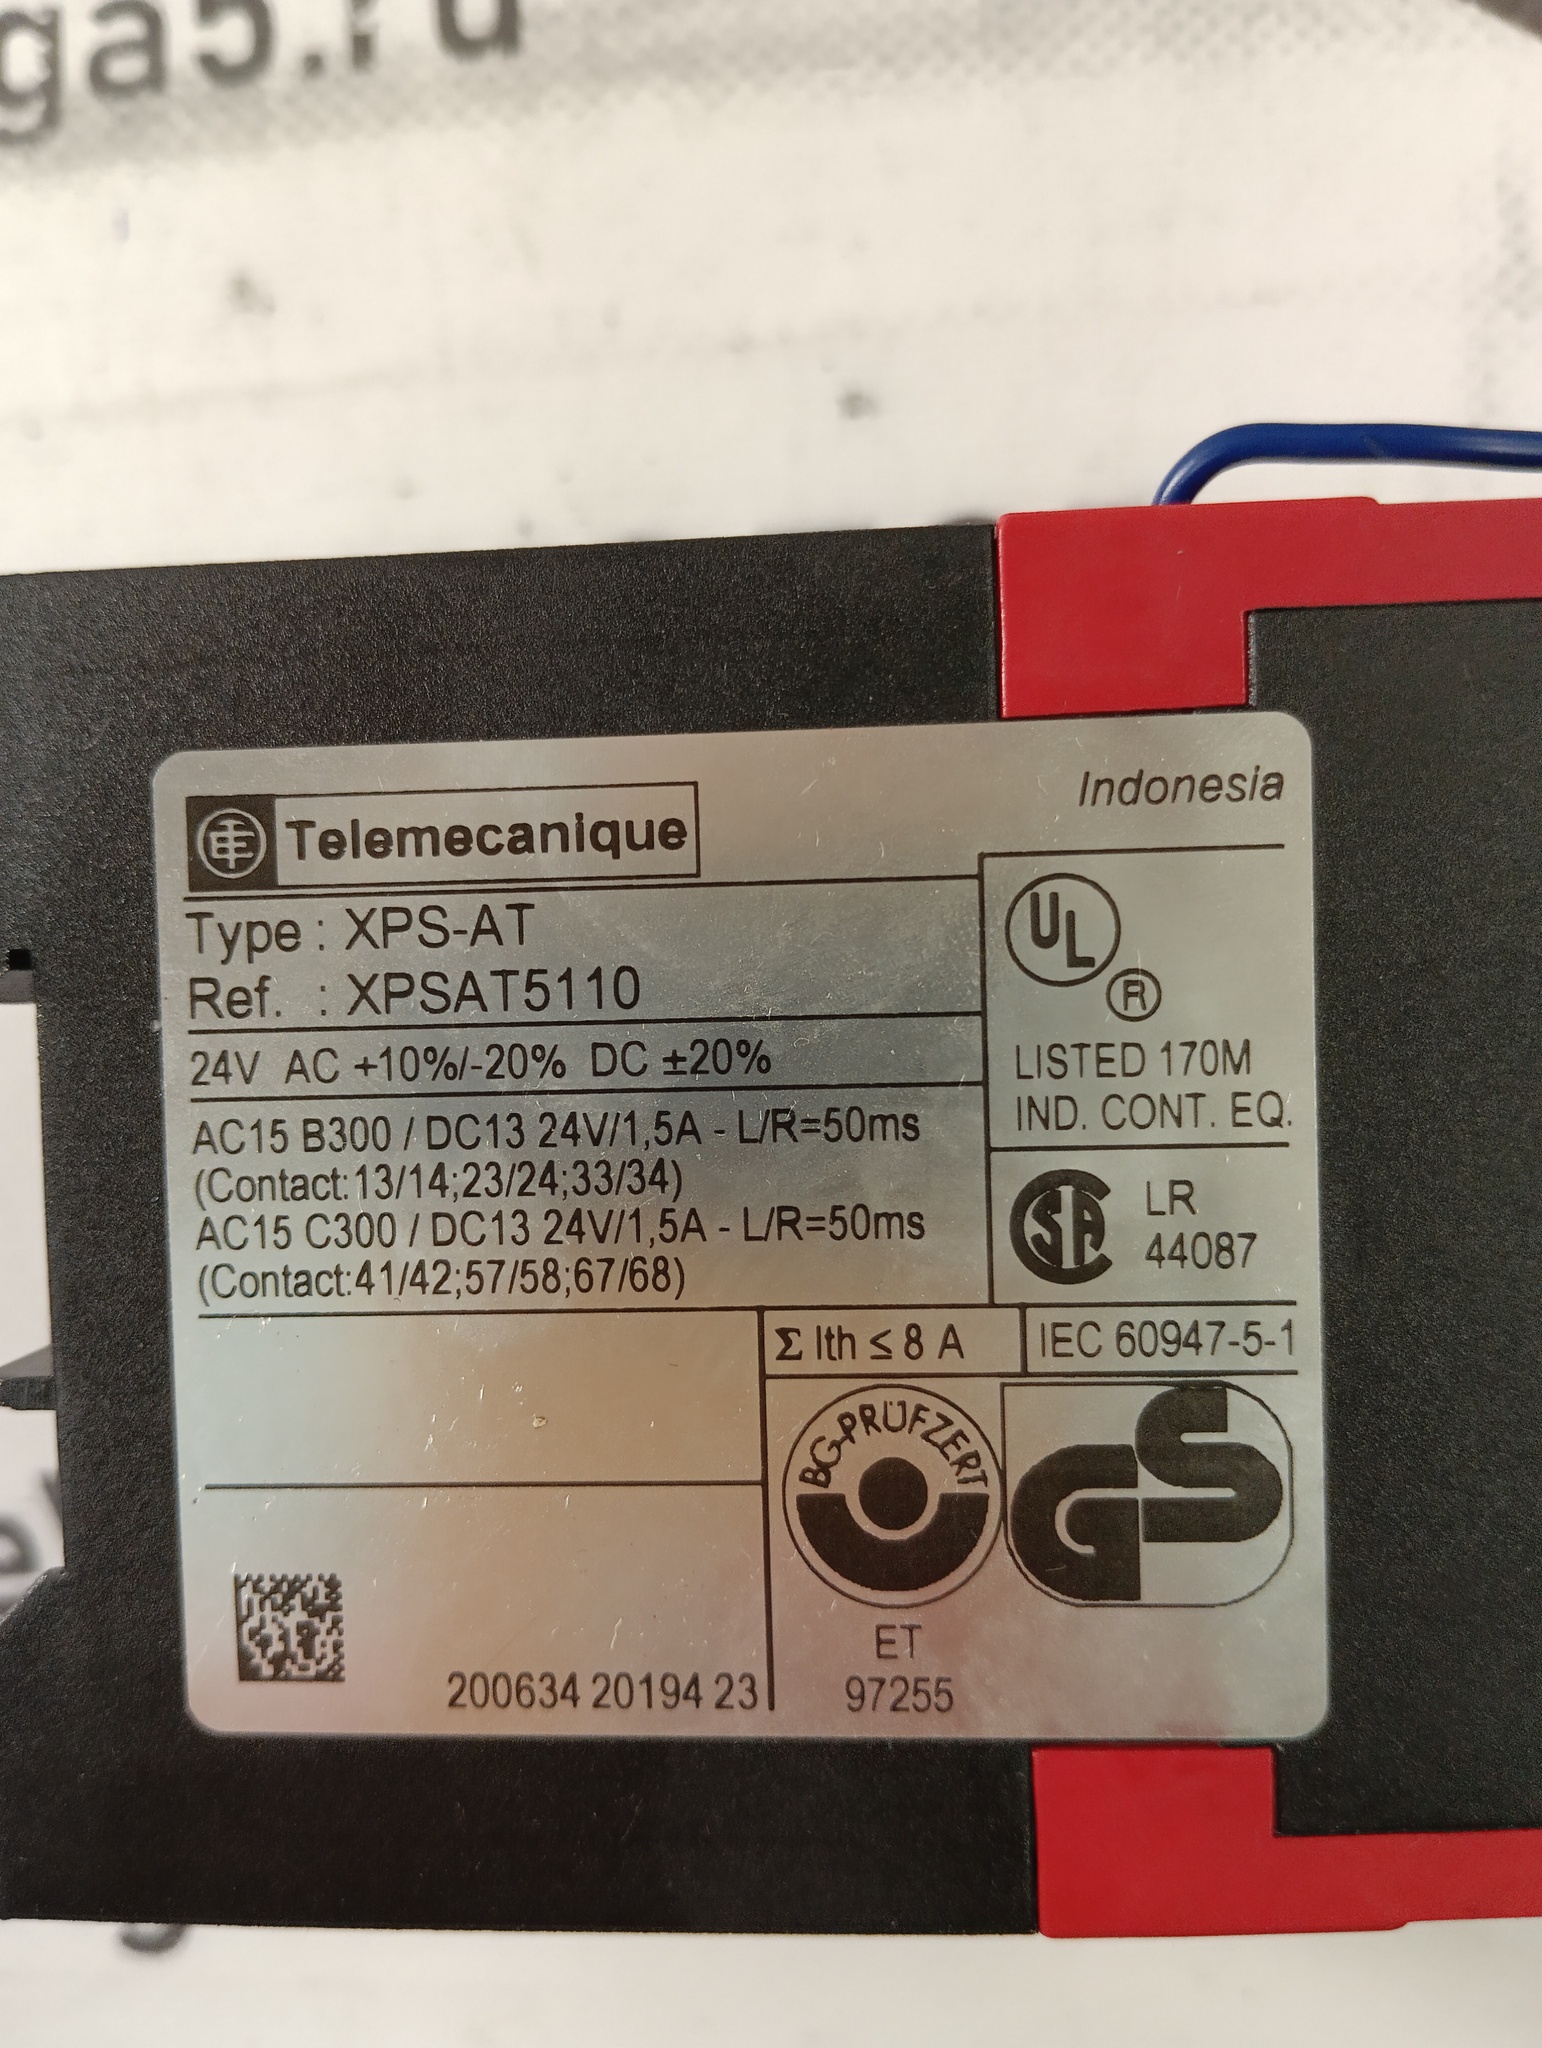 ga5.ru
Indonesia
Telemecanique
Type : XPS-AT
Ref. : XPSAT5110
24V AC +10%/-20% DC ±20%
AC15 B300 / DC13 24V/1,5A - L/R=50ms
(Contact:13/14;23/24;33/34)
AC15 C300 / DC13 24V/1,5A - L/R=50ms
(Contact:41/42;57/58;67/68)
UL
®
LISTED 170M
IND. CONT. EQ.
SA
LR
44087
Σ Ith ≤ 8 A
IEC 60947-5-1
BG-PRÜFZERT
GS
ET
97255
200634 20194 23